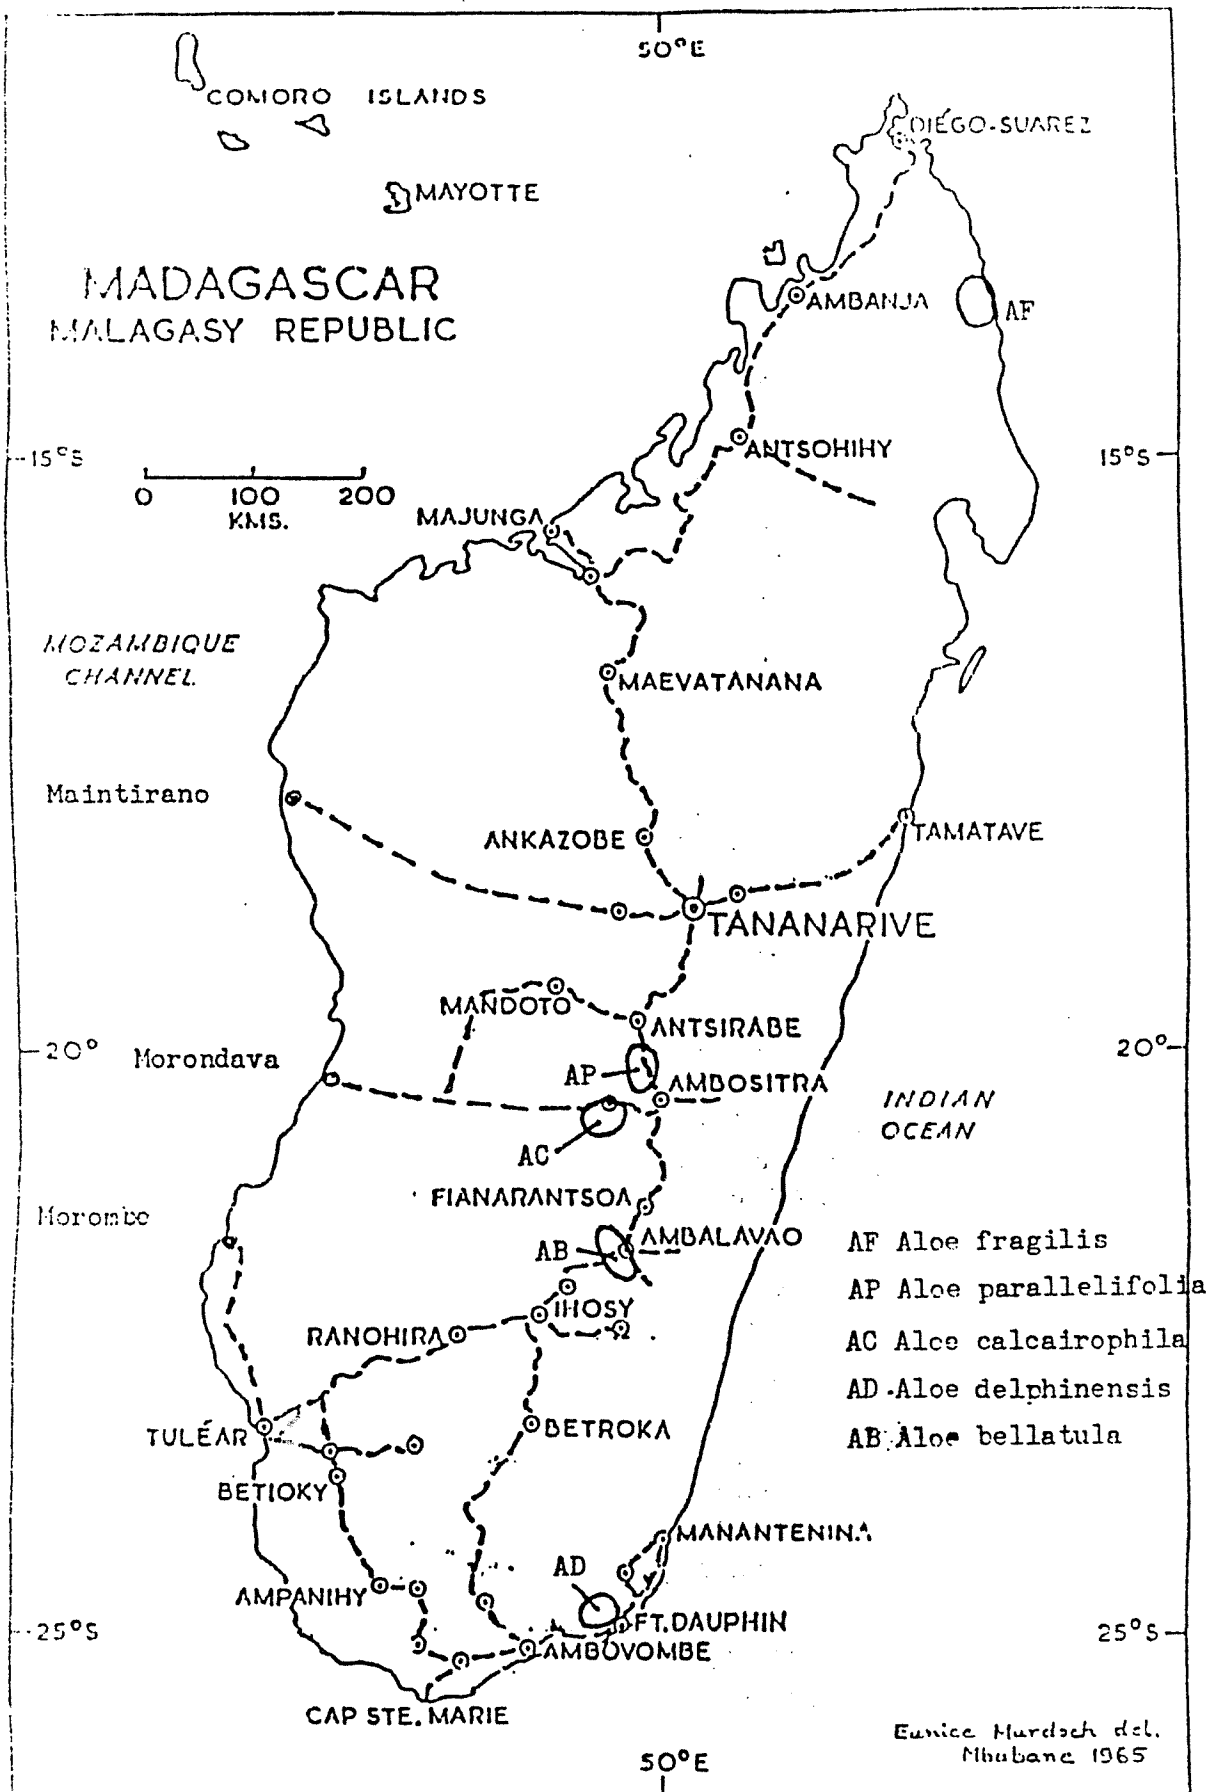 50°E
COMORO ISLANDS
DIÉGO-SUAREZ
MAYOTTE
MADAGASCAR
MALAGASY REPUBLIC
AMBANJA
AF
ANTSOHIHY
15°S
15°S
0 100 200
KMS.
MAJUNGA
MOZAMBIQUE
CHANNEL
MAEVATANANA
Maintirano
ANKAZOBE
TAMATAVE
TANANARIVE
MANDOTO
ANTSIRABE
20°
20°
Morondava
AP
AMBOSITRA
INDIAN
OCEAN
AC
FIANARANTSOA
Morombe
AMBALAVAO
AB
IHOSY
RANOHIRA
AF Aloe fragilis
AP Aloe parallelifolia
AC Aloe calcairophila
AD Aloe delphinensis
AB Aloe bellatula
TULÉAR
BETROKA
BETIOKY
MANANTENINA
AD
AMPANIHY
FT. DAUPHIN
25°S
25°S
AMBOVOMBE
CAP STE. MARIE
Eunice Murdoch del.
Mbabane 1965
50°E